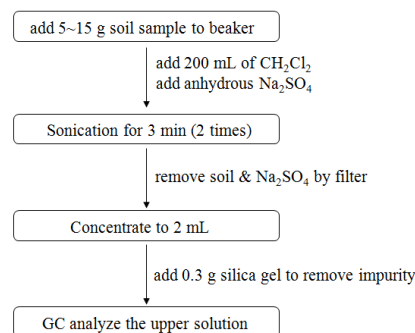 add 5~15 g soil sample to beaker
add 200 mL of CH₂Cl₂
add anhydrous Na₂SO₄
Sonication for 3 min (2 times)
remove soil & Na₂SO₄ by filter
Concentrate to 2 mL
add 0.3 g silica gel to remove impurity
GC analyze the upper solution